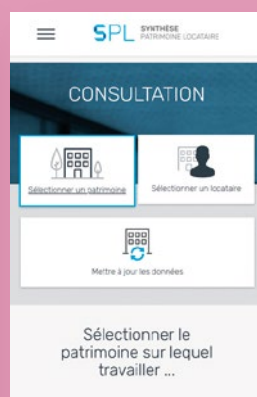 SPL SYNTHÈSE
PATRIMOINE LOCATAIRE
CONSULTATION
Sélectionner un patrimoine
Sélectionner un locataire
Mettre à jour les données
Sélectionner le
patrimoine sur lequel
travailler ...